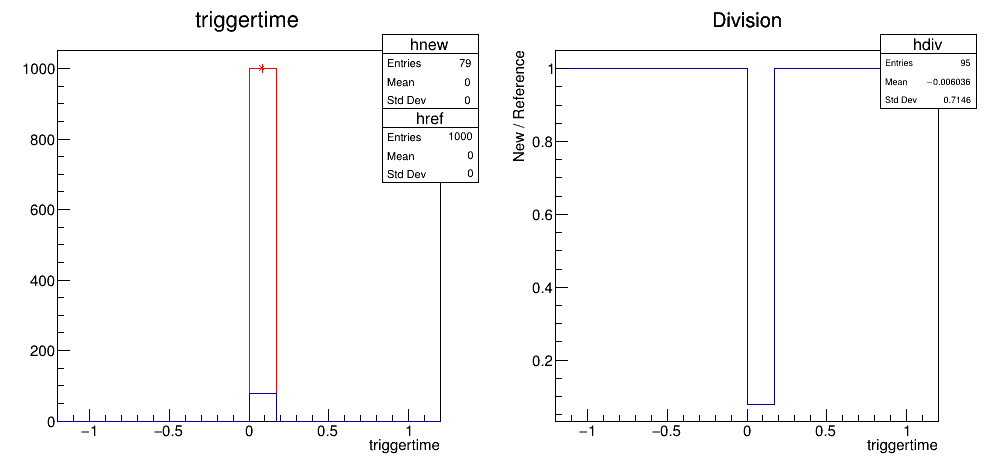 triggertime
hnew
Entries 79
Mean 0
Std Dev 0
href
Entries 1000
Mean 0
Std Dev 0
1000
800
600
400
200
0
−1 −0.5 0 0.5 1
triggertime
Division
hdiv
Entries 95
Mean −0.006036
Std Dev 0.7146
New / Reference
1
0.8
0.6
0.4
0.2
−1 −0.5 0 0.5 1
triggertime